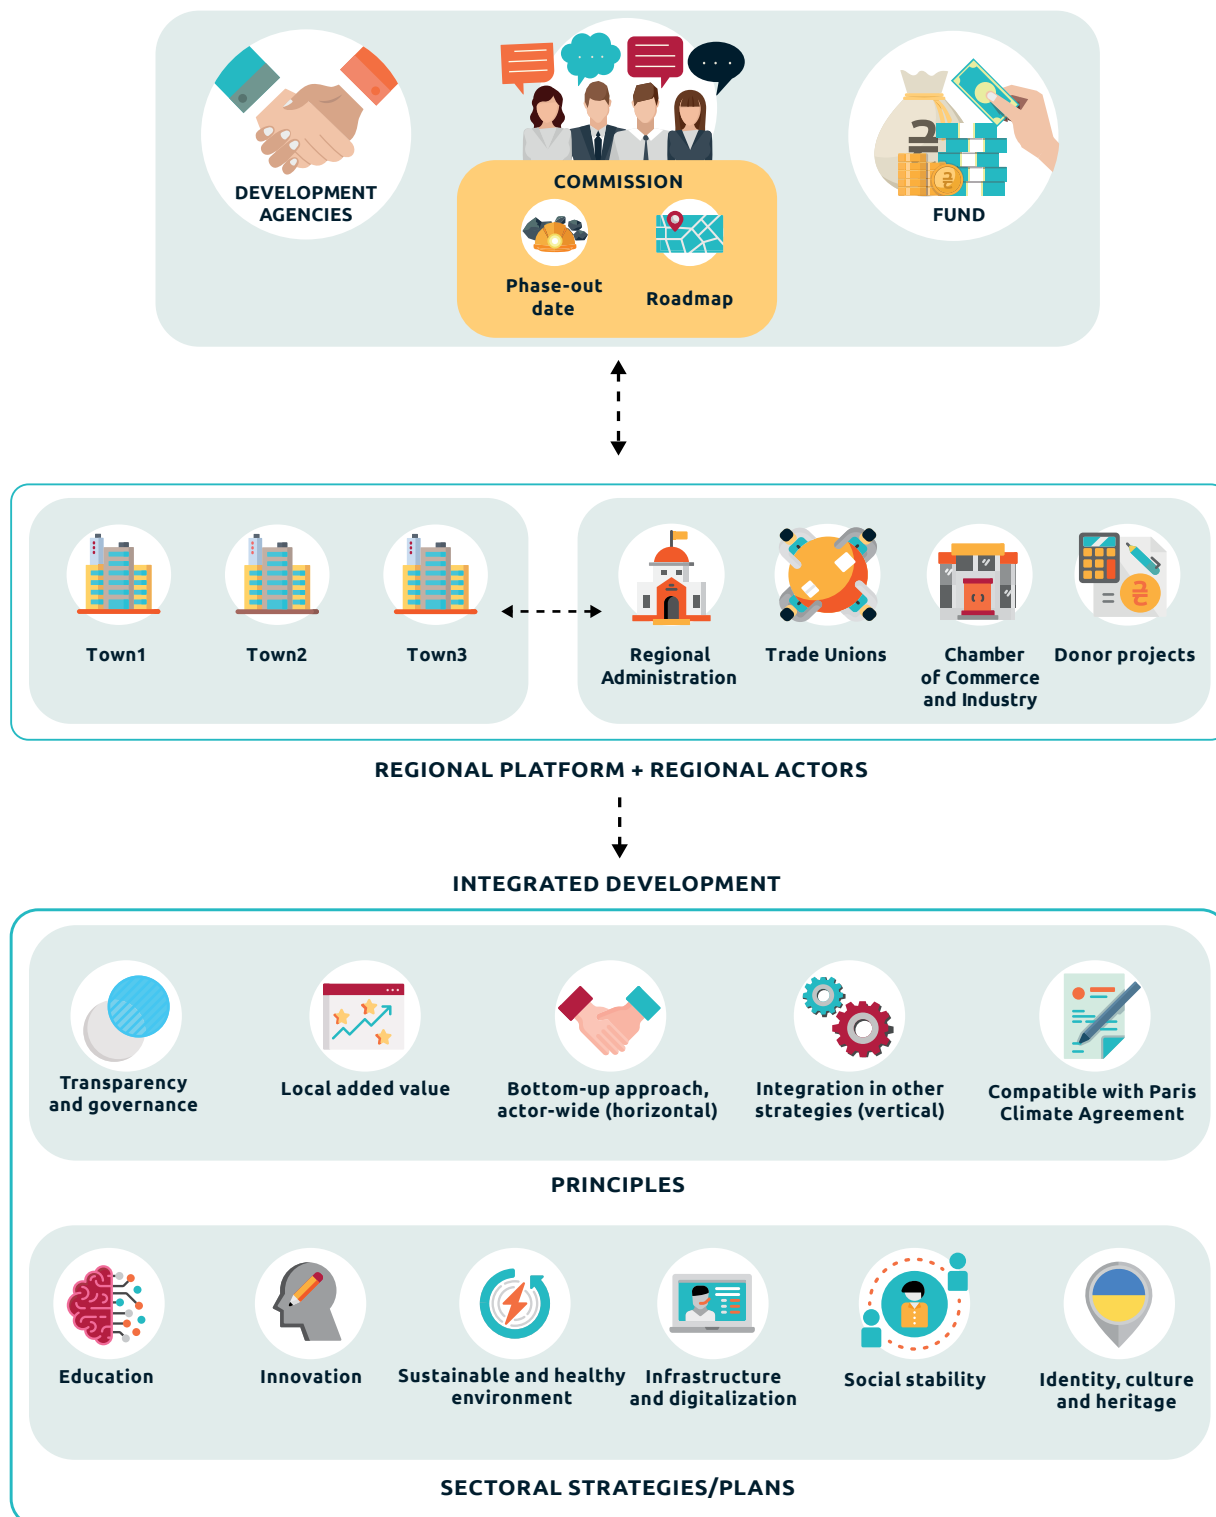 DEVELOPMENT
AGENCIES
COMMISSION
Phase-out
date
Roadmap
FUND
Town1
Town2
Town3
Regional
Administration
Trade Unions
Chamber
of Commerce
and Industry
Donor projects
REGIONAL PLATFORM + REGIONAL ACTORS
INTEGRATED DEVELOPMENT
Transparency
and governance
Local added value
Bottom-up approach,
actor-wide (horizontal)
Integration in other
strategies (vertical)
Compatible with Paris
Climate Agreement
PRINCIPLES
Education
Innovation
Sustainable and healthy
environment
Infrastructure
and digitalization
Social stability
Identity, culture
and heritage
SECTORAL STRATEGIES/PLANS